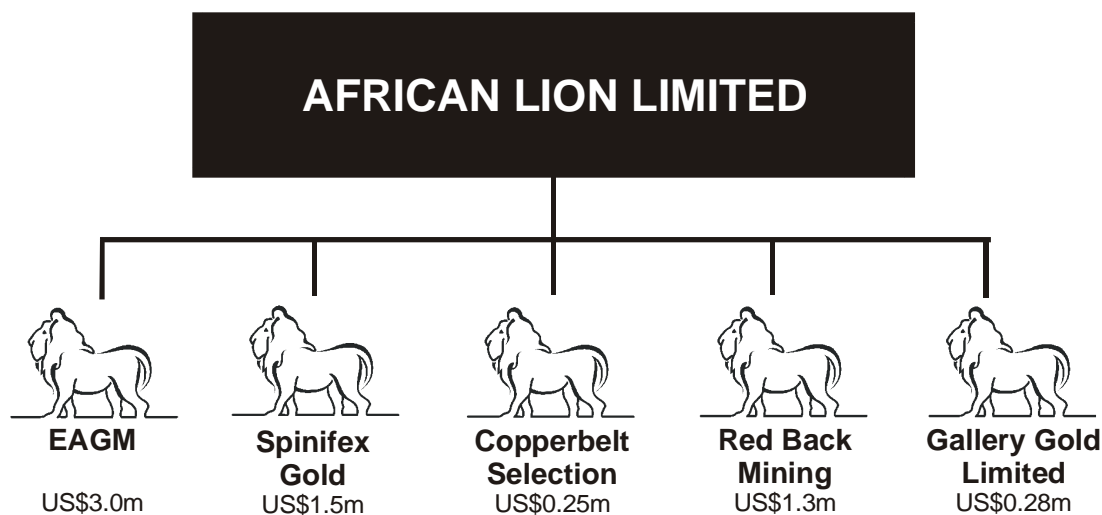 AFRICAN LION LIMITED
EAGM
US$3.0m
Spinifex
Gold
US$1.5m
Copperbelt
Selection
US$0.25m
Red Back
Mining
US$1.3m
Gallery Gold
Limited
US$0.28m